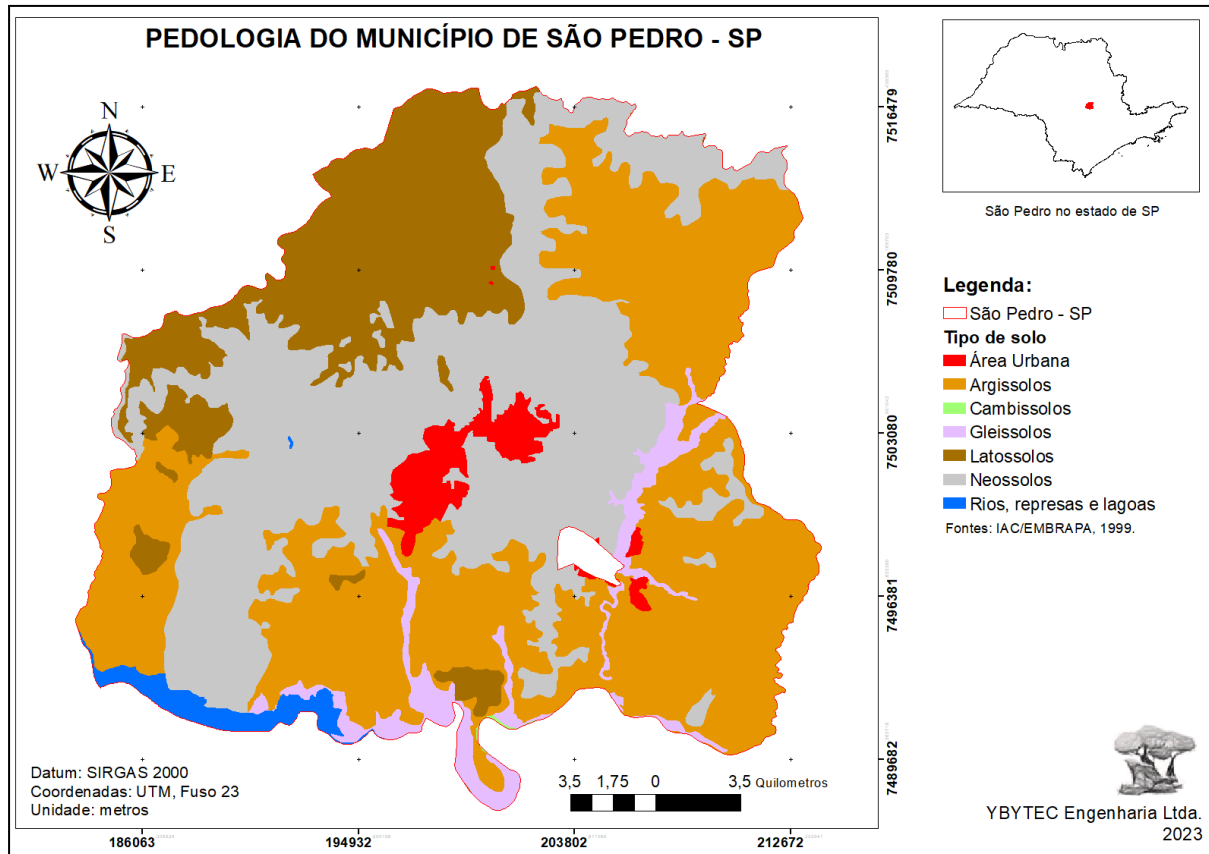 PEDOLOGIA DO MUNICÍPIO DE SÃO PEDRO - SP
N
W E
S
São Pedro no estado de SP
Legenda:
São Pedro - SP
Tipo de solo
Área Urbana
Argissolos
Cambissolos
Gleissolos
Latossolos
Neossolos
Rios, represas e lagoas
Fontes: IAC/EMBRAPA, 1999.
7516479
7509780
7503080
7496381
7489682
Datum: SIRGAS 2000
Coordenadas: UTM, Fuso 23
Unidade: metros
3,5 1,75 0 3,5 Quilometros
186063 194932 203802 212672
YBYTEC Engenharia Ltda.
2023